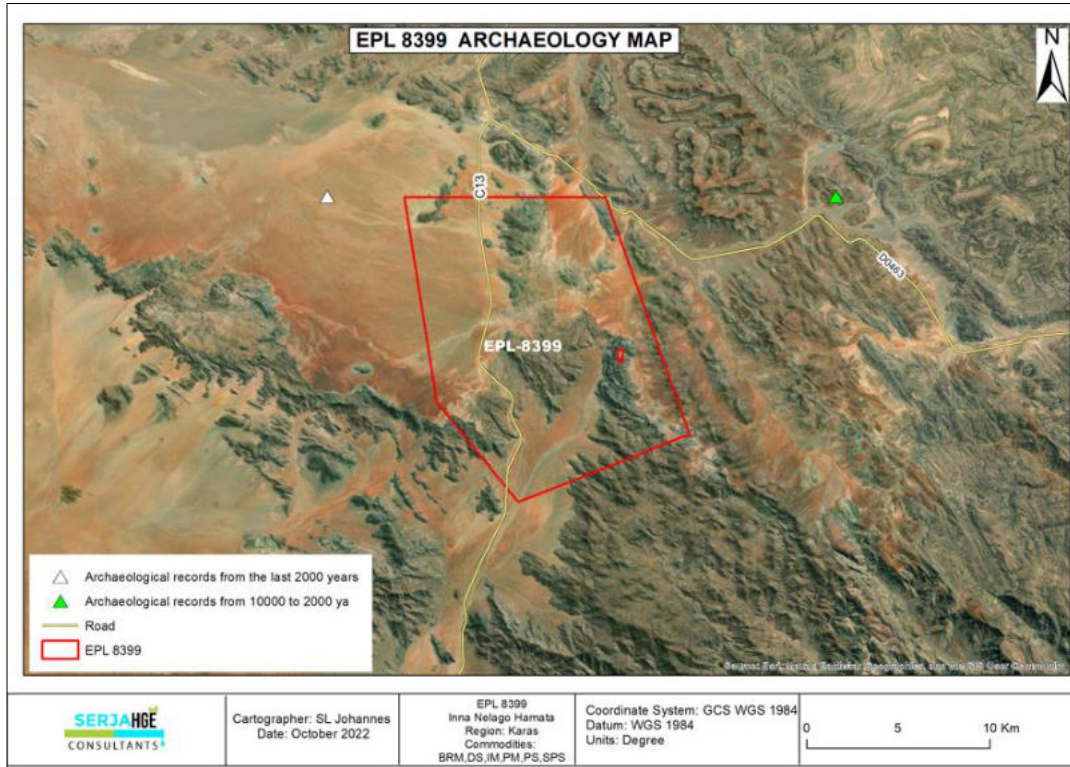 EPL 8399 ARCHAEOLOGY MAP
N
C13
D0463
EPL-8399
Archaeological records from the last 2000 years
Archaeological records from 10000 to 2000 ya
Road
EPL 8399
SERJAHGE
CONSULTANTS
Cartographer: SL Johannes
Date: October 2022
EPL 8399
Inna Nelago Hamata
Region: Karas
Commodities:
BRM,DS,IM,PM,PS,SPS
Coordinate System: GCS WGS 1984
Datum: WGS 1984
Units: Degree
0 5 10 Km